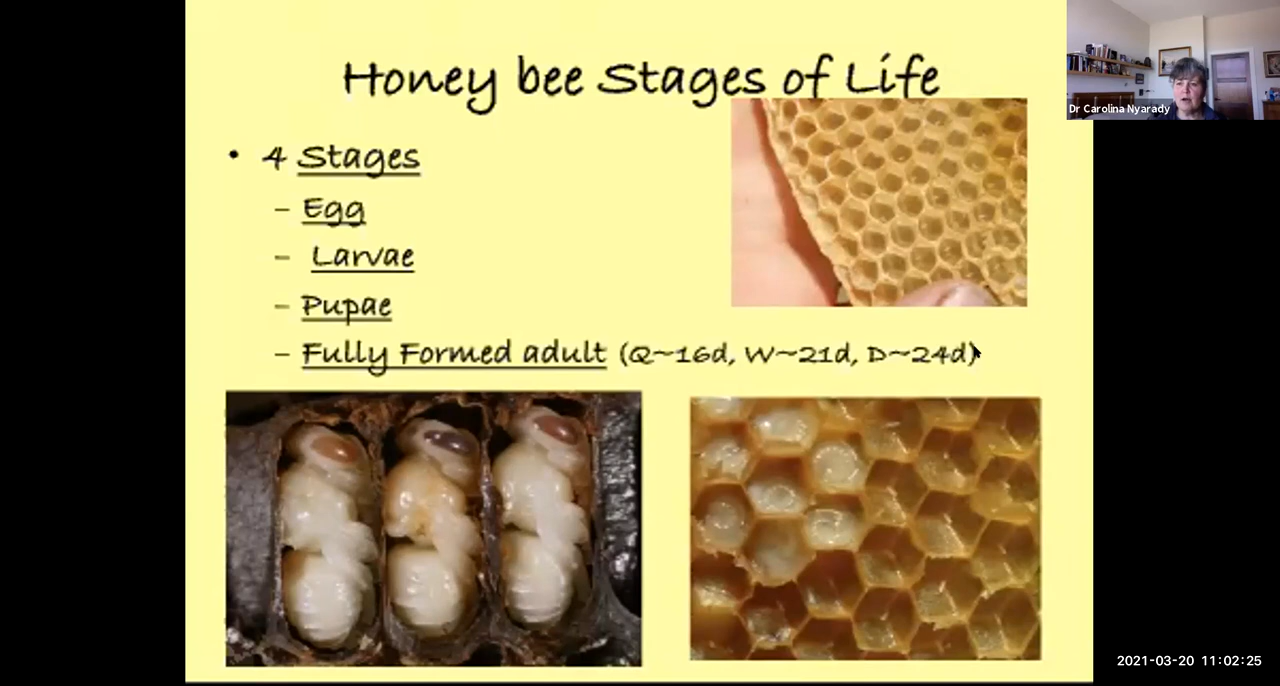 Honey bee Stages of Life
Dr Carolina Nyarady
• 4 Stages
– Egg
– Larvae
– Pupae
– Fully Formed adult (Q~16d, W~21d, D~24d)
2021-03-20 11:02:25